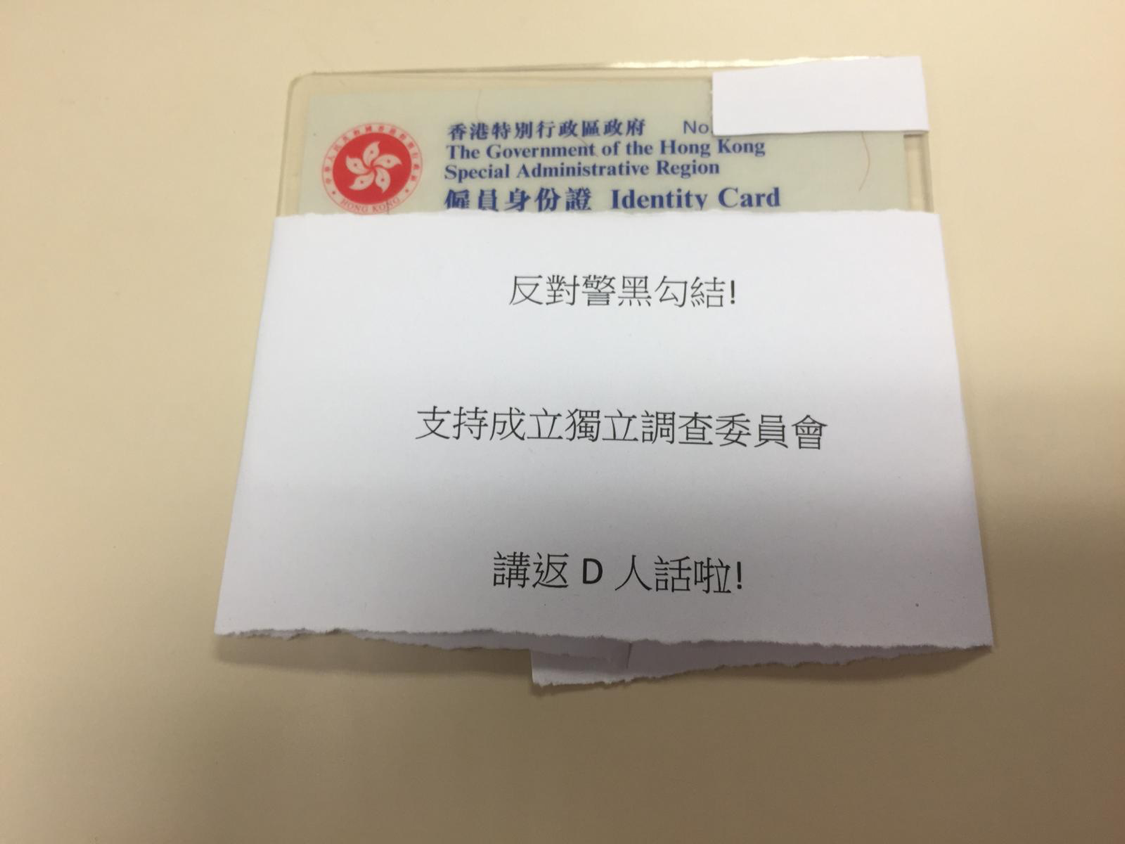 香港特別行政區政府 No.
The Government of the Hong Kong
Special Administrative Region
僱員身份證 Identity Card
HONG KONG
反對警黑勾結!
支持成立獨立調查委員會
講返 D 人話啦!